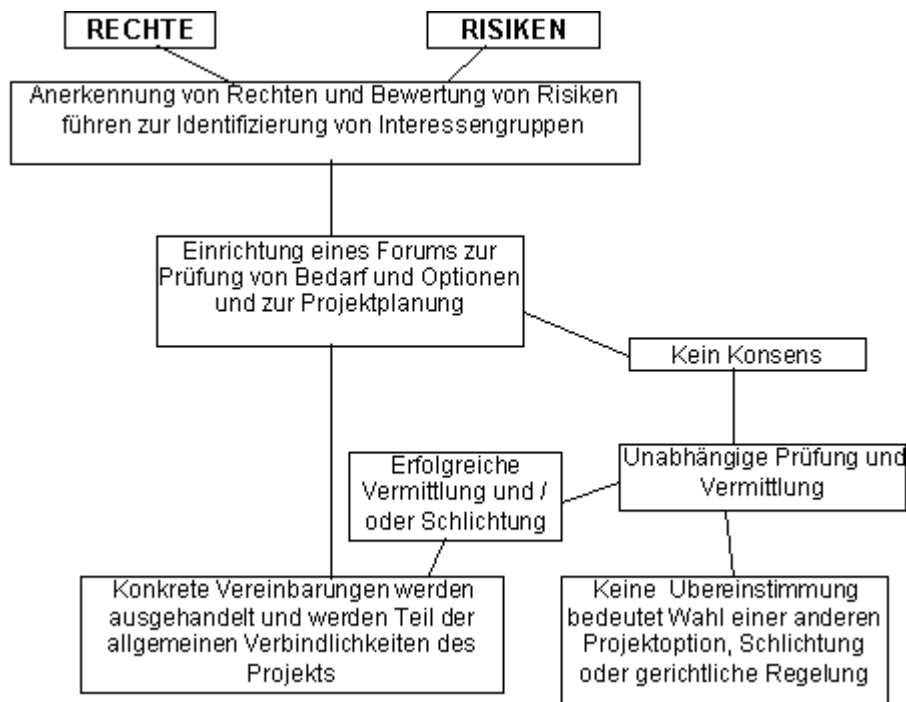 RECHTE
RISIKEN
Anerkennung von Rechten und Bewertung von Risiken
führen zur Identifizierung von Interessengruppen
Einrichtung eines Forums zur
Prüfung von Bedarf und Optionen
und zur Projektplanung
Kein Konsens
Unabhängige Prüfung und
Vermittlung
Erfolgreiche
Vermittlung und /
oder Schlichtung
Konkrete Vereinbarungen werden
ausgehandelt und werden Teil der
allgemeinen Verbindlichkeiten des
Projekts
Keine Ubereinstimmung
bedeutet Wahl einer anderen
Projektoption, Schlichtung
oder gerichtliche Regelung